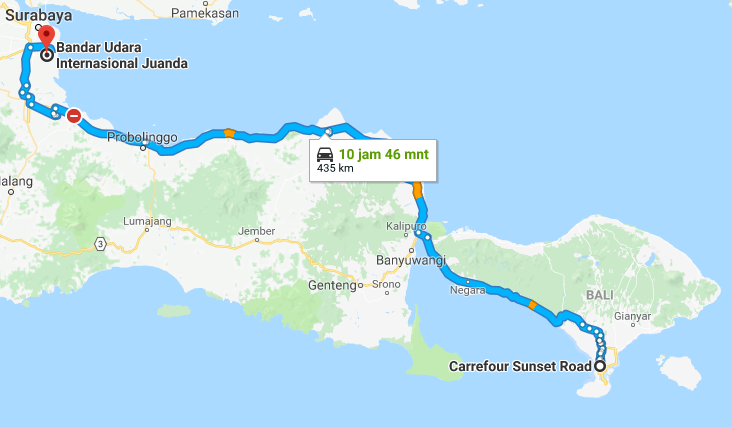 Surabaya
Pamekasan
Bandar Udara
Internasional Juanda
Probolinggo
10 jam 46 mnt
435 km
alang
Lumajang
3
Jember
Kalipuro
Banyuwangi
Genteng
Srono
Negara
BALI
Gianyar
Carrefour Sunset Road